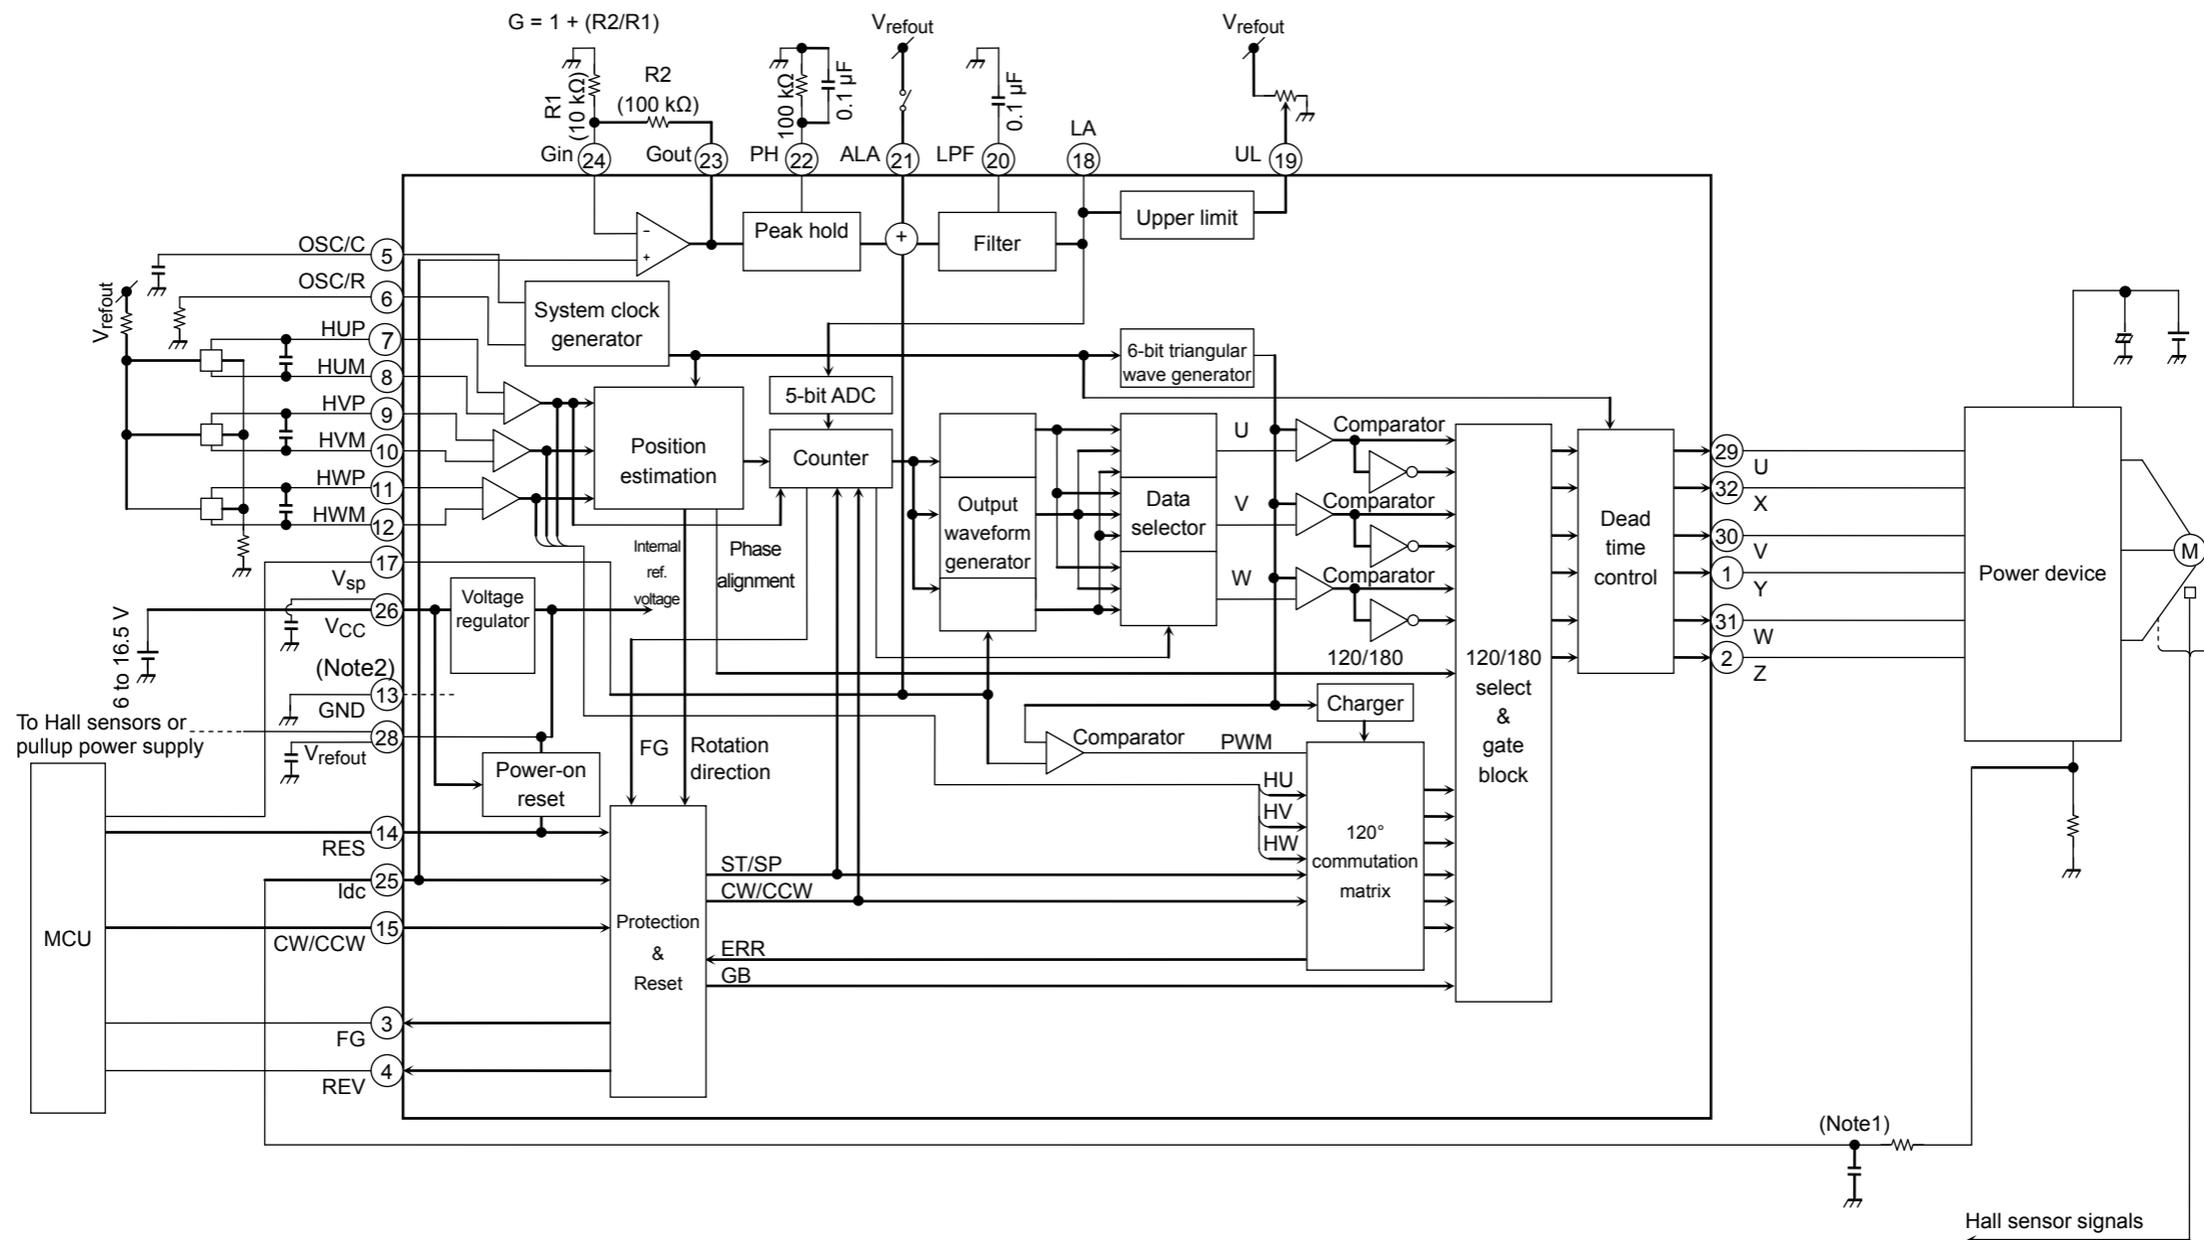 G = 1 + (R2/R1)
R1
(10 kΩ)
R2
(100 kΩ)
100 kΩ
0.1 µF
Vrefout
0.1 µF
Vrefout
Gin
24
Gout
23
PH
22
ALA
21
LPF
20
LA
18
UL
19
Peak hold
+
Filter
Upper limit
−
+
OSC/C
5
OSC/R
6
Vrefout
HUP
7
HUM
8
HVP
9
HVM
10
HWP
11
HWM
12
17
Vsp
26
VCC
6 to 16.5 V
(Note2)
13
GND
To Hall sensors or
pullup power supply
28
Vrefout
MCU
14
RES
25
Idc
15
CW/CCW
3
FG
4
REV
System clock
generator
Position
estimation
5-bit ADC
Counter
6-bit triangular
wave generator
Output
waveform
generator
Data
selector
U
V
W
Comparator
Comparator
Comparator
120/180
Internal
ref.
voltage
Phase
alignment
Voltage
regulator
Power-on
reset
FG
Rotation
direction
Protection
&
Reset
ST/SP
CW/CCW
ERR
GB
Comparator
PWM
Charger
HU
HV
HW
120°
commutation
matrix
120/180
select
&
gate
block
Dead
time
control
29
U
32
X
30
V
1
Y
31
W
2
Z
Power device
M
(Note1)
Hall sensor signals